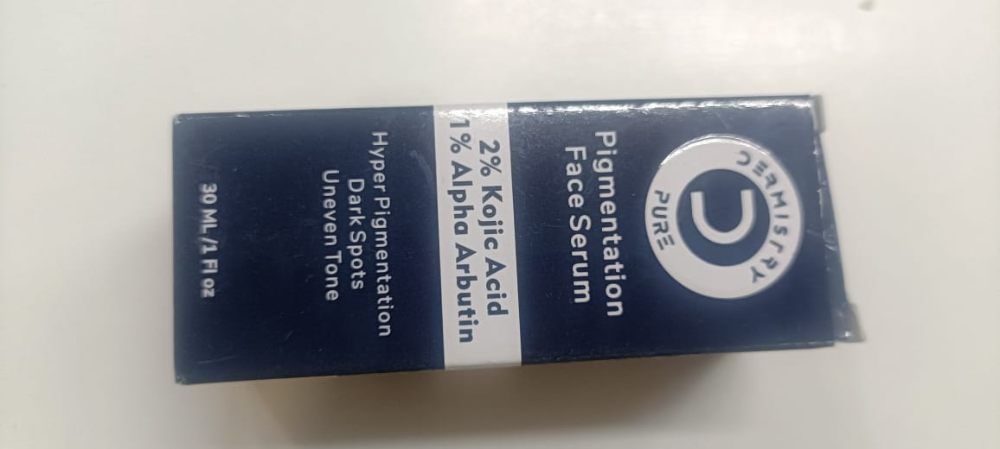 DERMISTRY
PURE
Pigmentation
Face Serum
2% Kojic Acid
1% Alpha Arbutin
Hyper Pigmentation
Dark Spots
Uneven Tone
30 ML /1 Fl oz